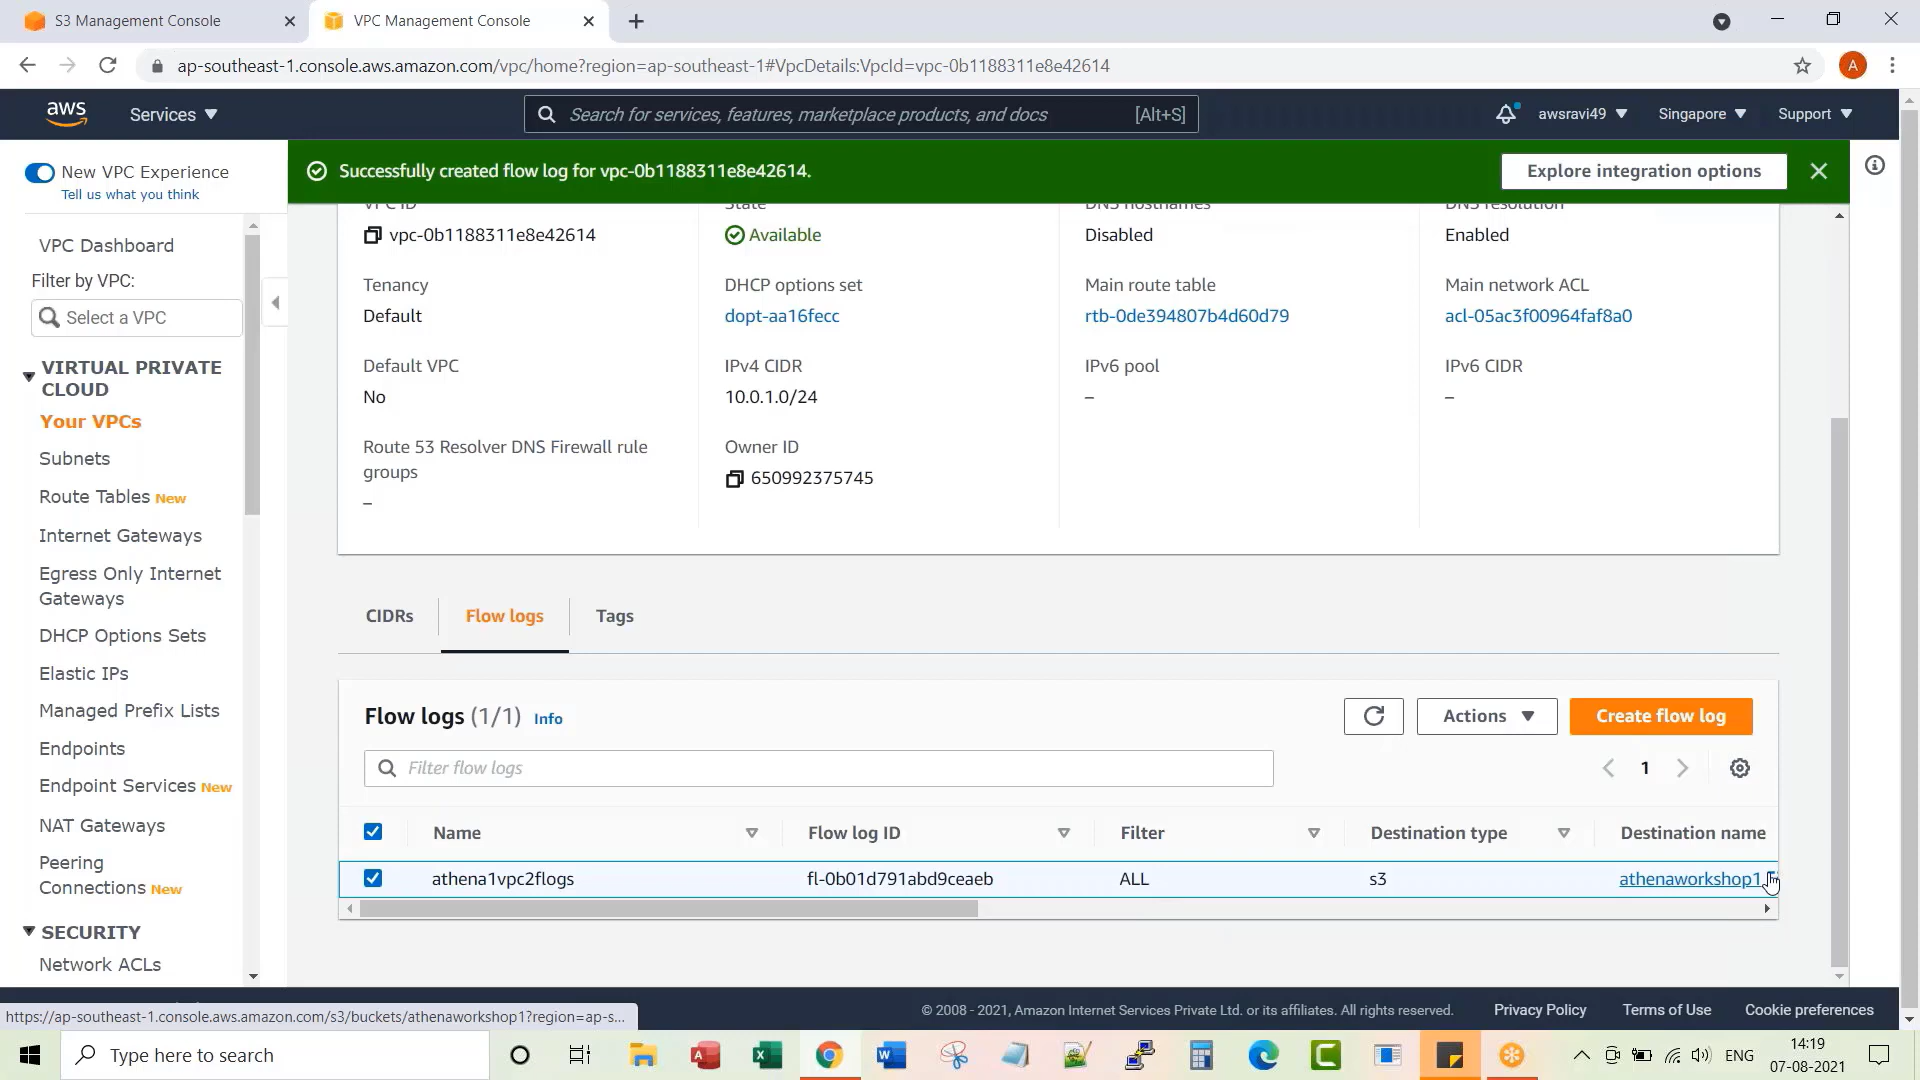 S3 Management Console
VPC Management Console
ap-southeast-1.console.aws.amazon.com/vpc/home?region=ap-southeast-1#VpcDetails:VpcId=vpc-0b1188311e8e42614
A
aws
Services
Search for services, features, marketplace products, and docs
[Alt+S]
awsravi49
Singapore
Support
New VPC Experience
Tell us what you think
Successfully created flow log for vpc-0b1188311e8e42614.
Explore integration options
VPC Dashboard
Filter by VPC:
Select a VPC
VIRTUAL PRIVATE
CLOUD
Your VPCs
Subnets
Route Tables New
Internet Gateways
Egress Only Internet
Gateways
DHCP Options Sets
Elastic IPs
Managed Prefix Lists
Endpoints
Endpoint Services New
NAT Gateways
Peering
Connections New
SECURITY
Network ACLs
VPC ID
State
DNS hostnames
DNS resolution
vpc-0b1188311e8e42614
Available
Disabled
Enabled
Tenancy
DHCP options set
Main route table
Main network ACL
Default
dopt-aa16fecc
rtb-0de394807b4d60d79
acl-05ac3f00964faf8a0
Default VPC
IPv4 CIDR
IPv6 pool
IPv6 CIDR
No
10.0.1.0/24
–
–
Route 53 Resolver DNS Firewall rule
groups
Owner ID
–
650992375745
CIDRs
Flow logs
Tags
Flow logs (1/1) Info
Actions
Create flow log
Filter flow logs
1
Name
Flow log ID
Filter
Destination type
Destination name
athena1vpc2flogs
fl-0b01d791abd9ceaeb
ALL
s3
athenaworkshop1
https://ap-southeast-1.console.aws.amazon.com/s3/buckets/athenaworkshop1?region=ap-s...
© 2008 - 2021, Amazon Internet Services Private Ltd. or its affiliates. All rights reserved.
Privacy Policy
Terms of Use
Cookie preferences
Type here to search
ENG
14:19
07-08-2021